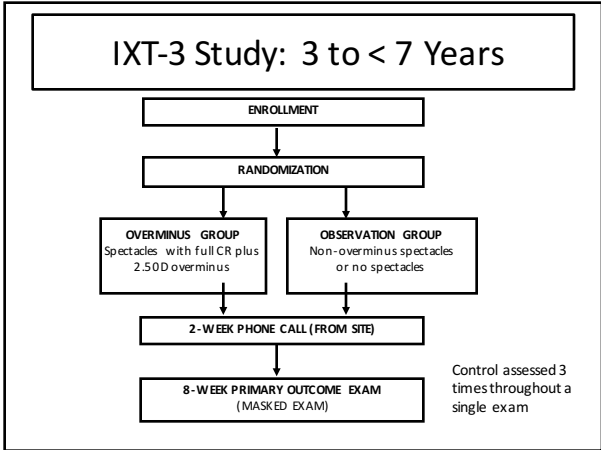 IXT-3 Study: 3 to < 7 Years
ENROLLMENT
RANDOMIZATION
OVERMINUS GROUP
Spectacles with full CR plus
2.50D overminus
OBSERVATION GROUP
Non-overminus spectacles
or no spectacles
2-WEEK PHONE CALL (FROM SITE)
8-WEEK PRIMARY OUTCOME EXAM
(MASKED EXAM)
Control assessed 3
times throughout a
single exam